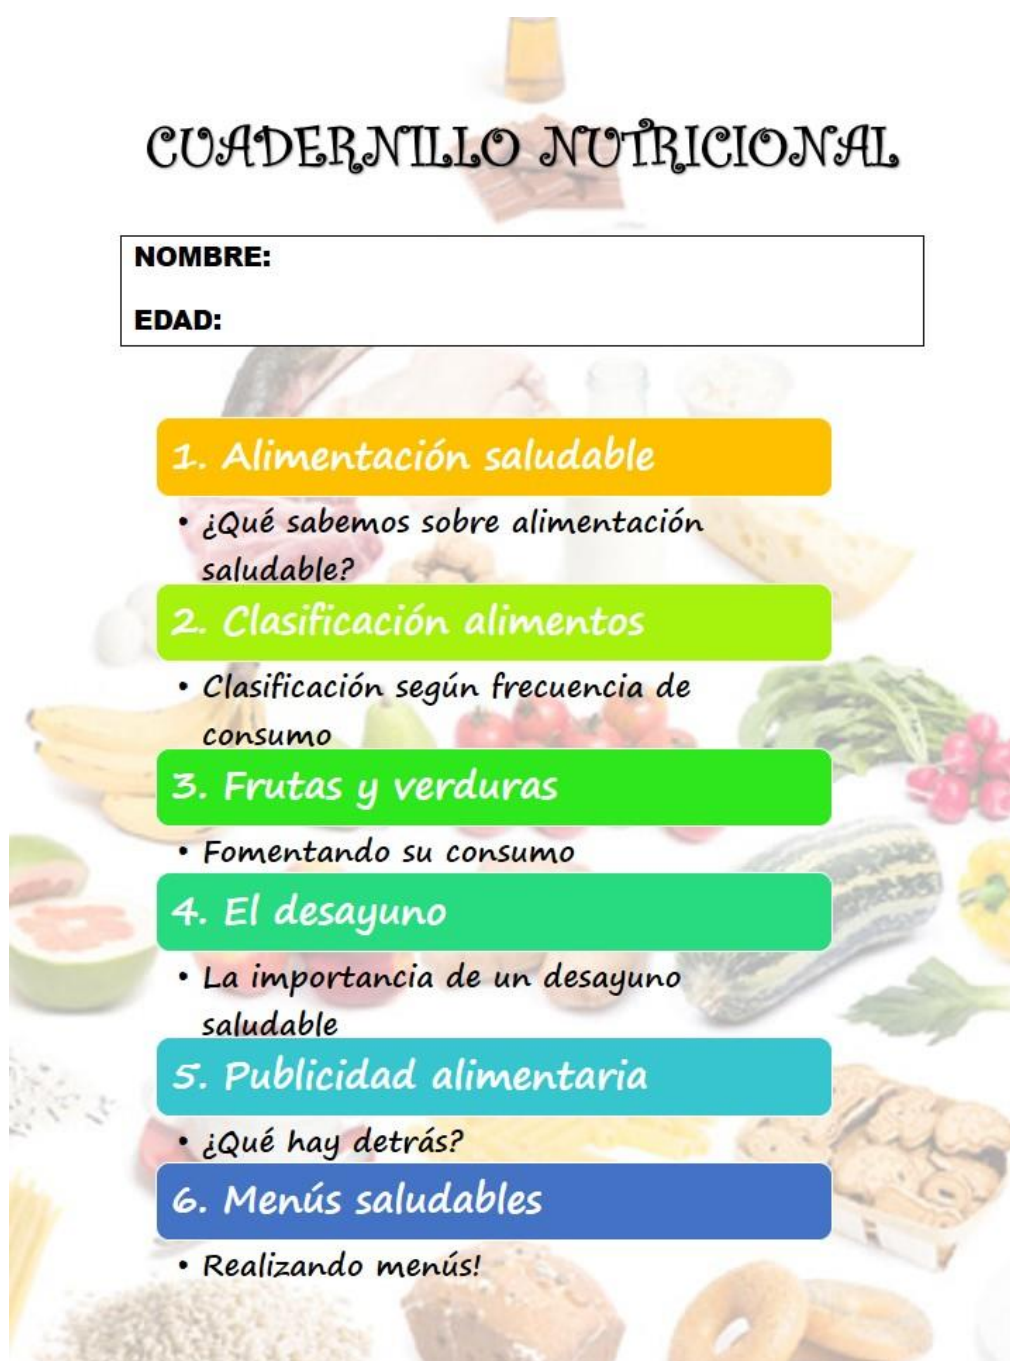 CUADERNILLO NUTRICIONAL
NOMBRE:
EDAD:
1. Alimentación saludable
• ¿Qué sabemos sobre alimentación
saludable?
2. Clasificación alimentos
• Clasificación según frecuencia de
consumo
3. Frutas y verduras
• Fomentando su consumo
4. El desayuno
• La importancia de un desayuno
saludable
5. Publicidad alimentaria
• ¿Qué hay detrás?
6. Menús saludables
• Realizando menús!